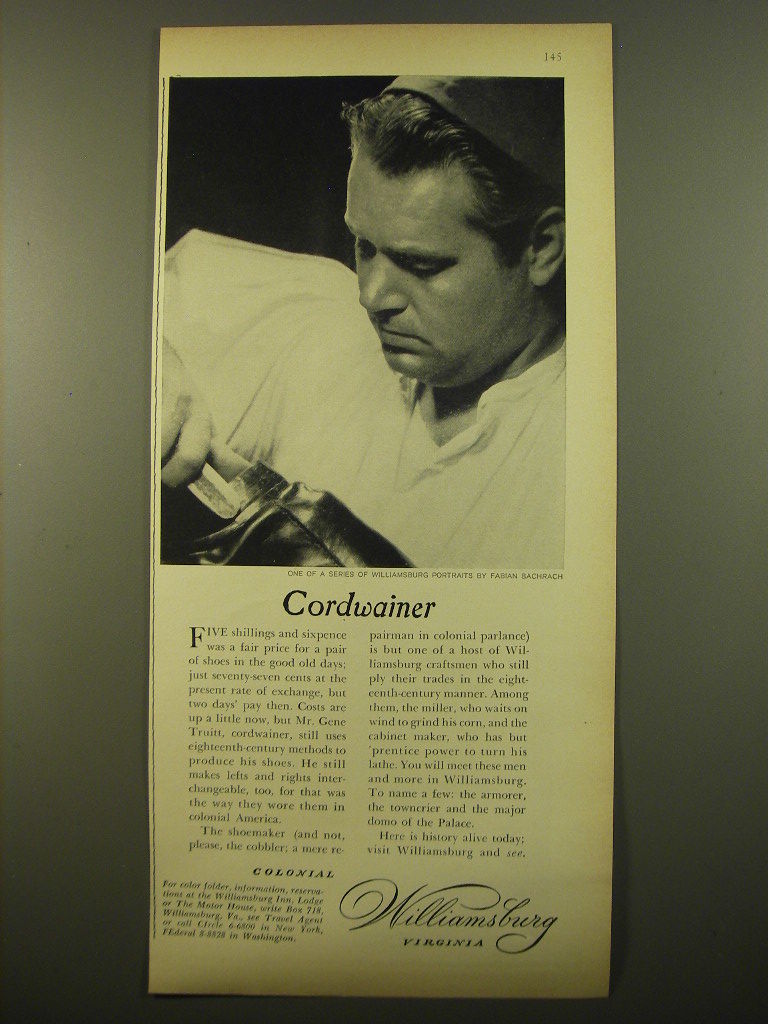 145
ONE OF A SERIES OF WILLIAMSBURG PORTRAITS BY FABIAN BACHRACH
Cordwainer
FIVE shillings and sixpence
was a fair price for a pair
of shoes in the good old days;
just seventy-seven cents at the
present rate of exchange, but
two days' pay then. Costs are
up a little now, but Mr. Gene
Truitt, cordwainer, still uses
eighteenth-century methods to
produce his shoes. He still
makes lefts and rights inter-
changeable, too, for that was
the way they wore them in
colonial America.
The shoemaker (and not,
please, the cobbler; a mere re-
pairman in colonial parlance)
is but one of a host of Wil-
liamsburg craftsmen who still
ply their trades in the eight-
eenth-century manner. Among
them, the miller, who waits on
wind to grind his corn, and the
cabinet maker, who has but
'prentice power to turn his
lathe. You will meet these men
and more in Williamsburg.
To name a few: the armorer,
the towncrier and the major
domo of the Palace.
Here is history alive today;
visit Williamsburg and see.
For color folder, information, reserva-
tions at the Williamsburg Inn, Lodge
or The Motor House, write Box 718,
Williamsburg, Va., see Travel Agent
or call CIrcle 6-6800 in New York,
FEderal 8-8828 in Washington.
COLONIAL
Williamsburg
VIRGINIA